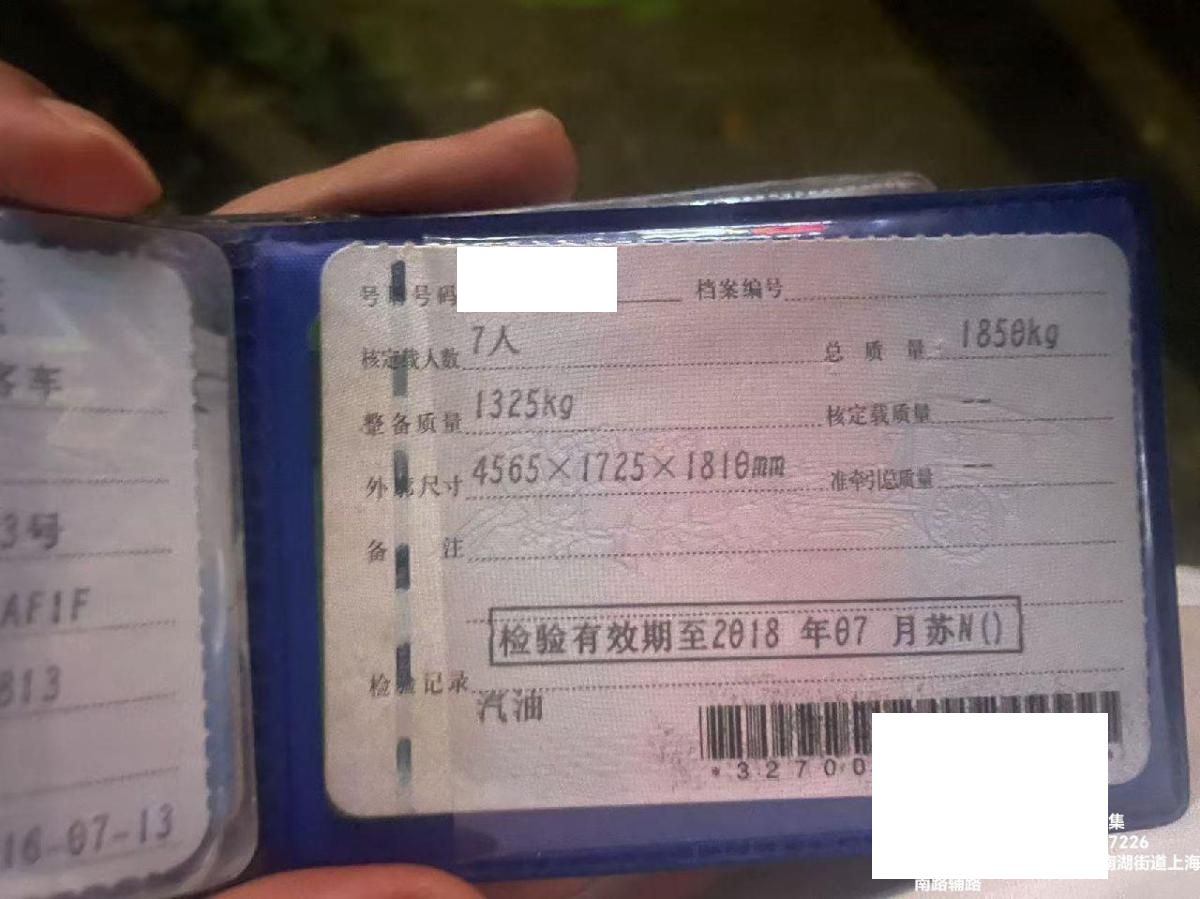 客车
3号
AF1F
B13
16-07-13
号牌号码 档案编号
核定载人数 7人 总质量 1850kg
整备质量 1325kg 核定载质量 --
外廓尺寸 4565×1725×1810mm 准牵引总质量 --
备注
检验有效期至2018 年07 月苏N()
检验记录
汽油
*32700
集
7226
南湖街道上海
南路辅路